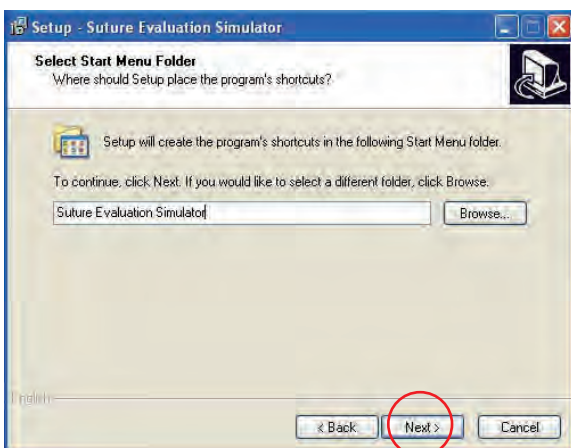 Setup - Suture Evaluation Simulator
Select Start Menu Folder
Where should Setup place the program's shortcuts?
Setup will create the program's shortcuts in the following Start Menu folder.
To continue, click Next. If you would like to select a different folder, click Browse.
Suture Evaluation Simulator
Browse...
English
< Back
Next >
Cancel